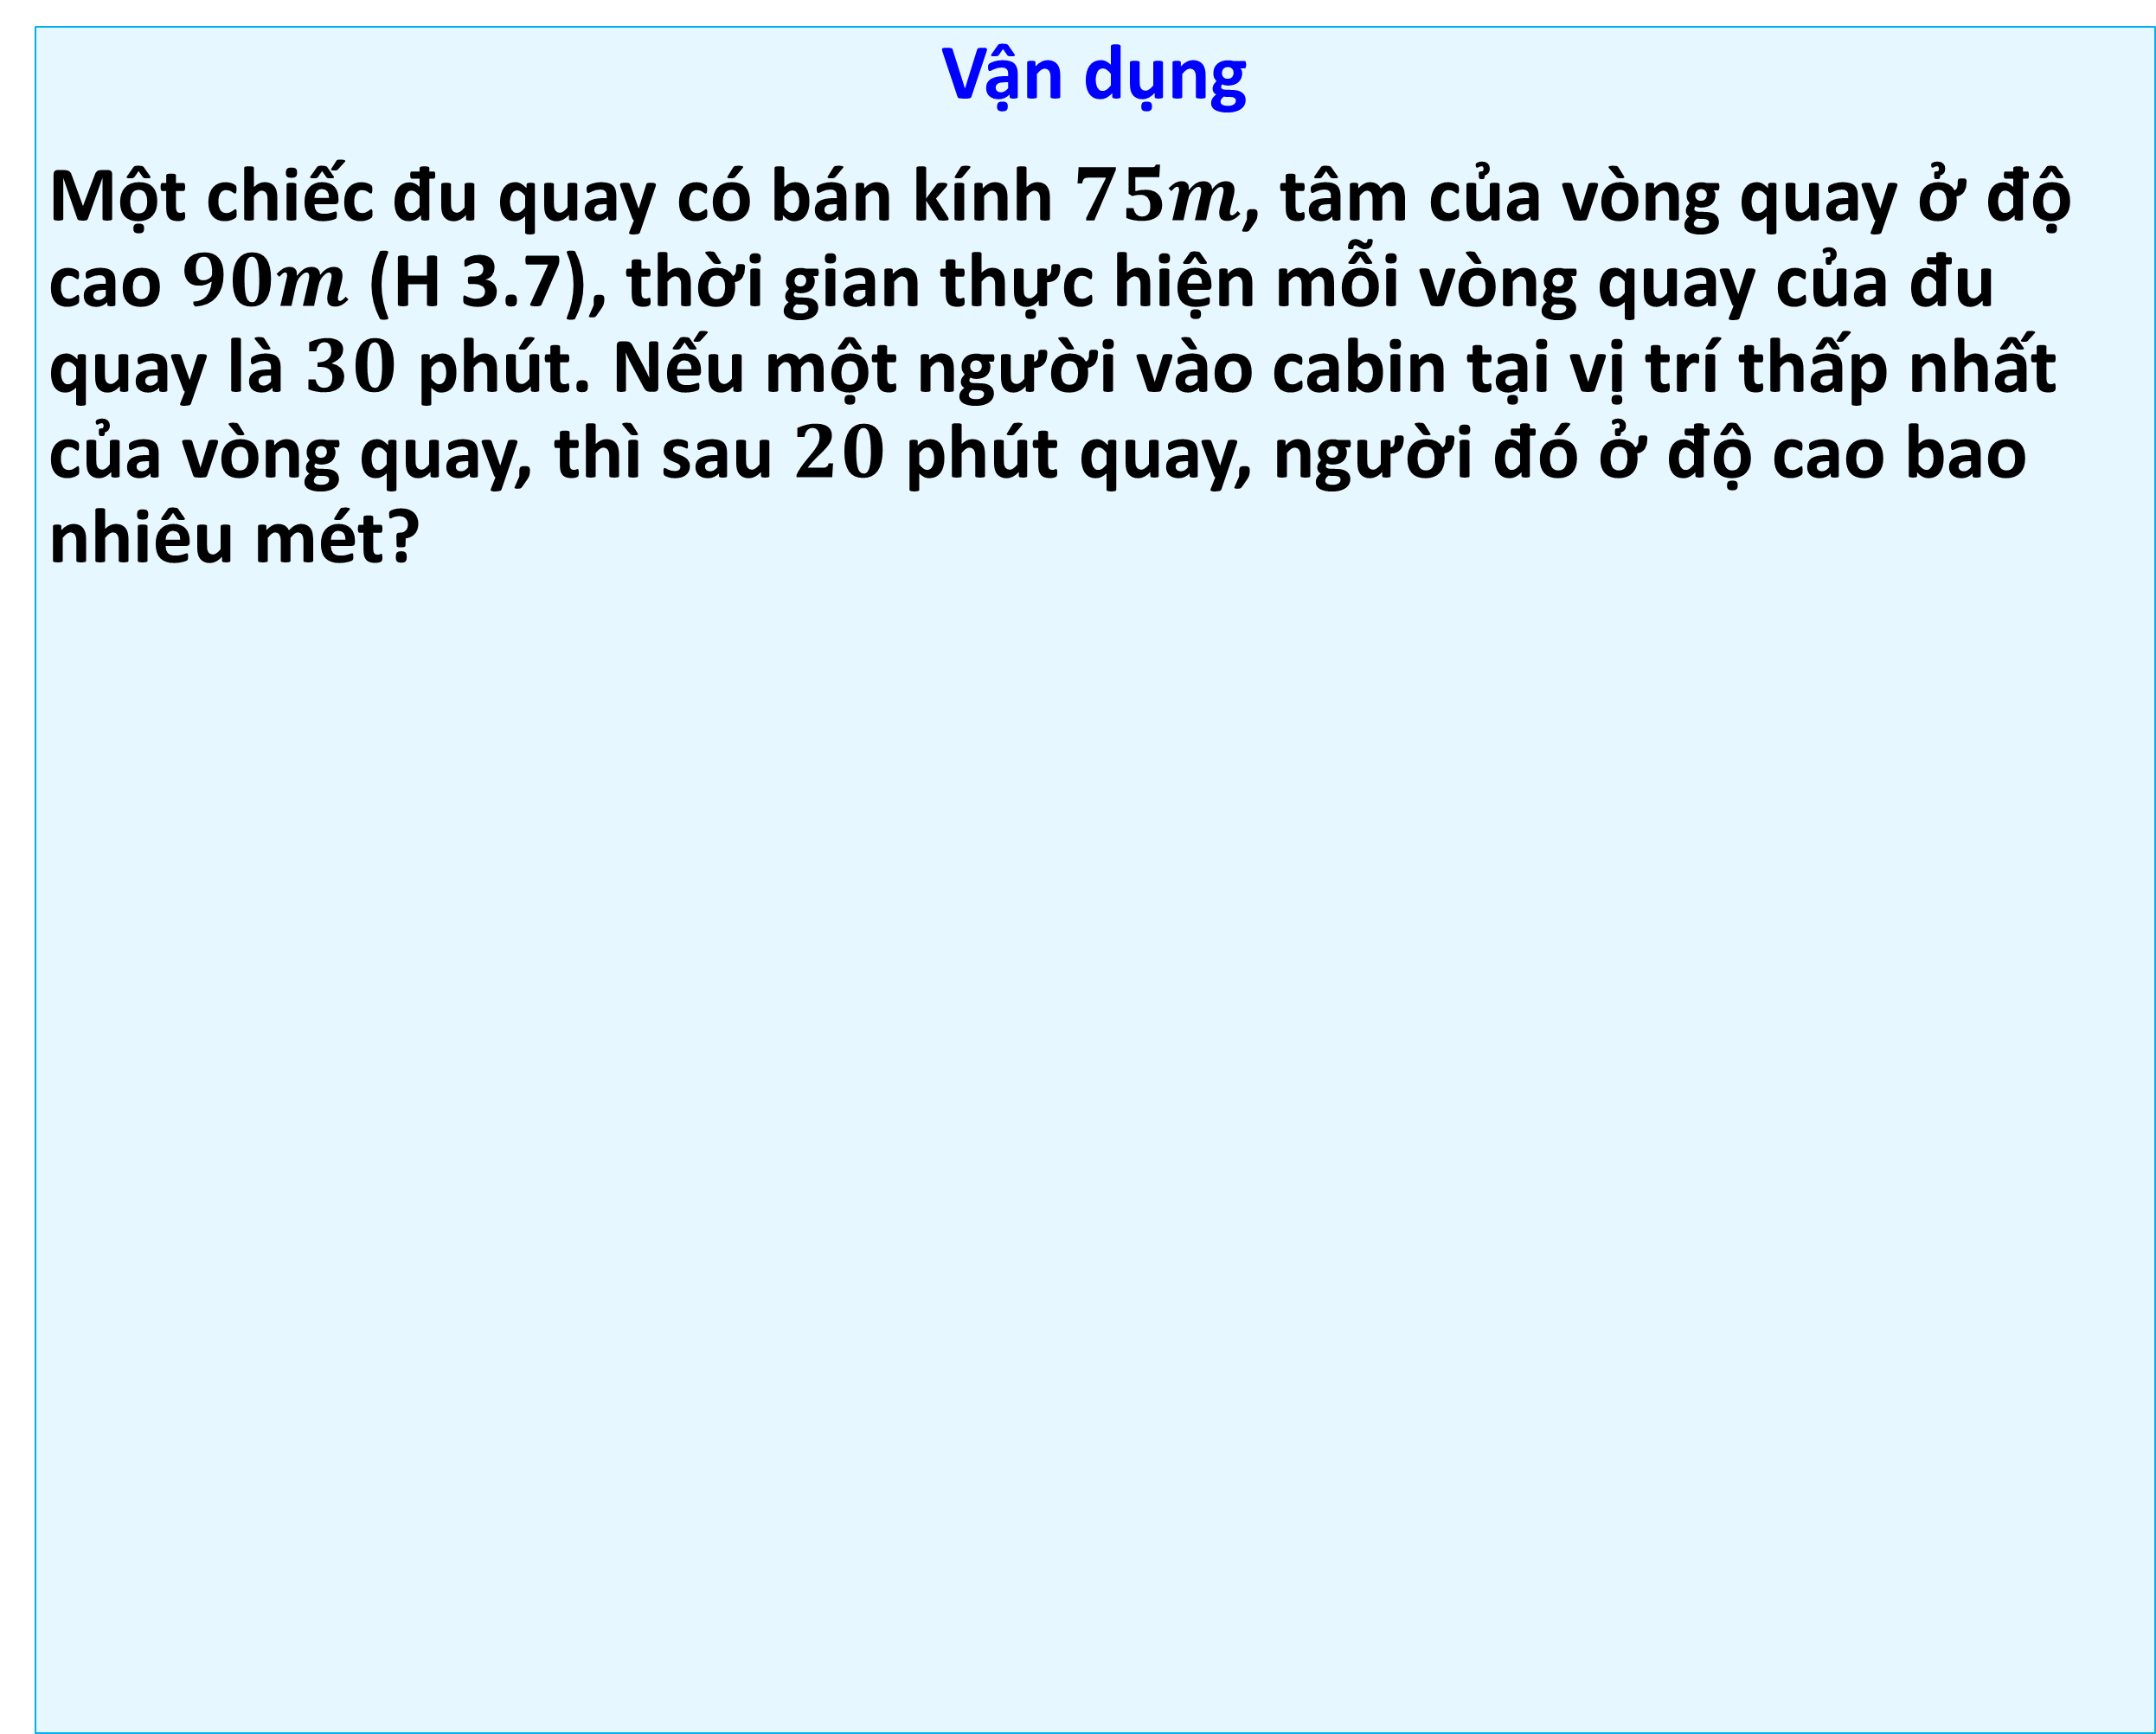 Vận dụng
Một chiếc đu quay có bán kính 75m, tâm của vòng quay ở độ
cao 90m (H 3.7), thời gian thực hiện mỗi vòng quay của đu
quay là 30 phút. Nếu một người vào cabin tại vị trí thấp nhất
của vòng quay, thì sau 20 phút quay, người đó ở độ cao bao
nhiêu mét?